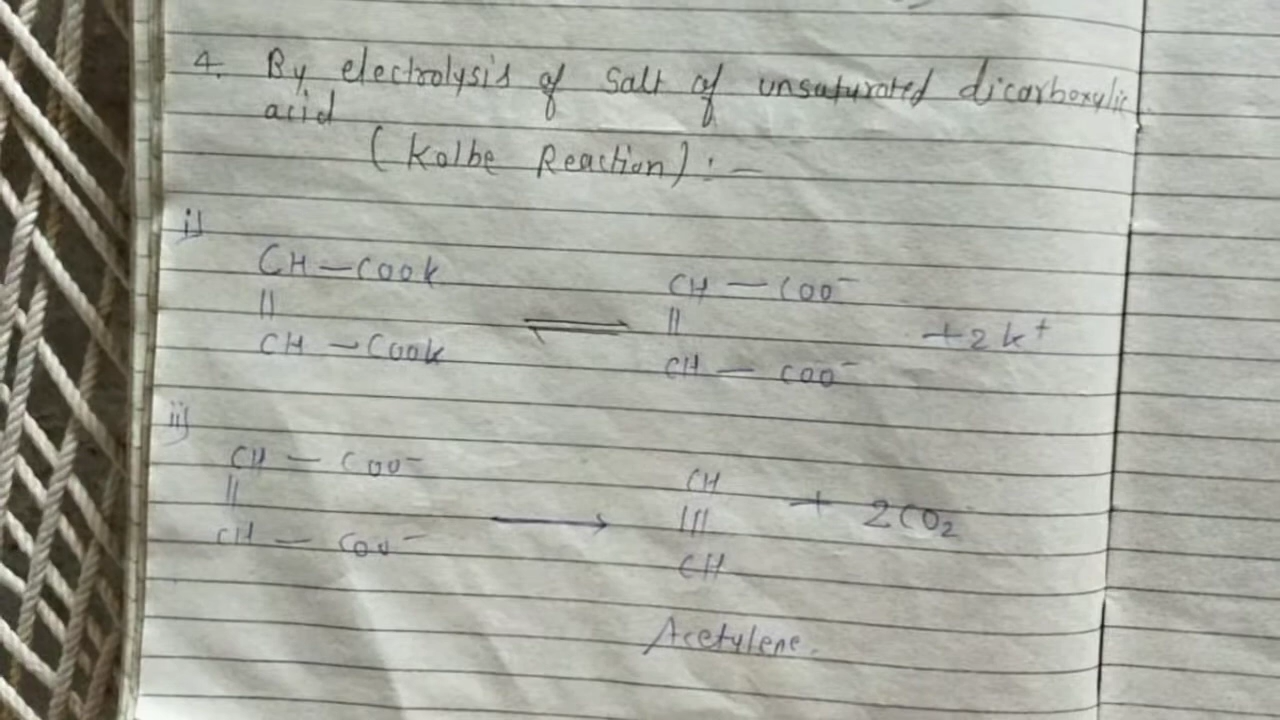 4. By electrolysis of Salt of unsaturated dicarboxylic
acid
(Kolbe Reaction) :-
i)
CH - COOK
||
CH - COOK
⇌
CH - COO⁻
||
CH - COO⁻
+ 2 K⁺
ii)
CH - COO⁻
||
CH - COO⁻
→
CH
|||
CH
+ 2CO₂
Acetylene.